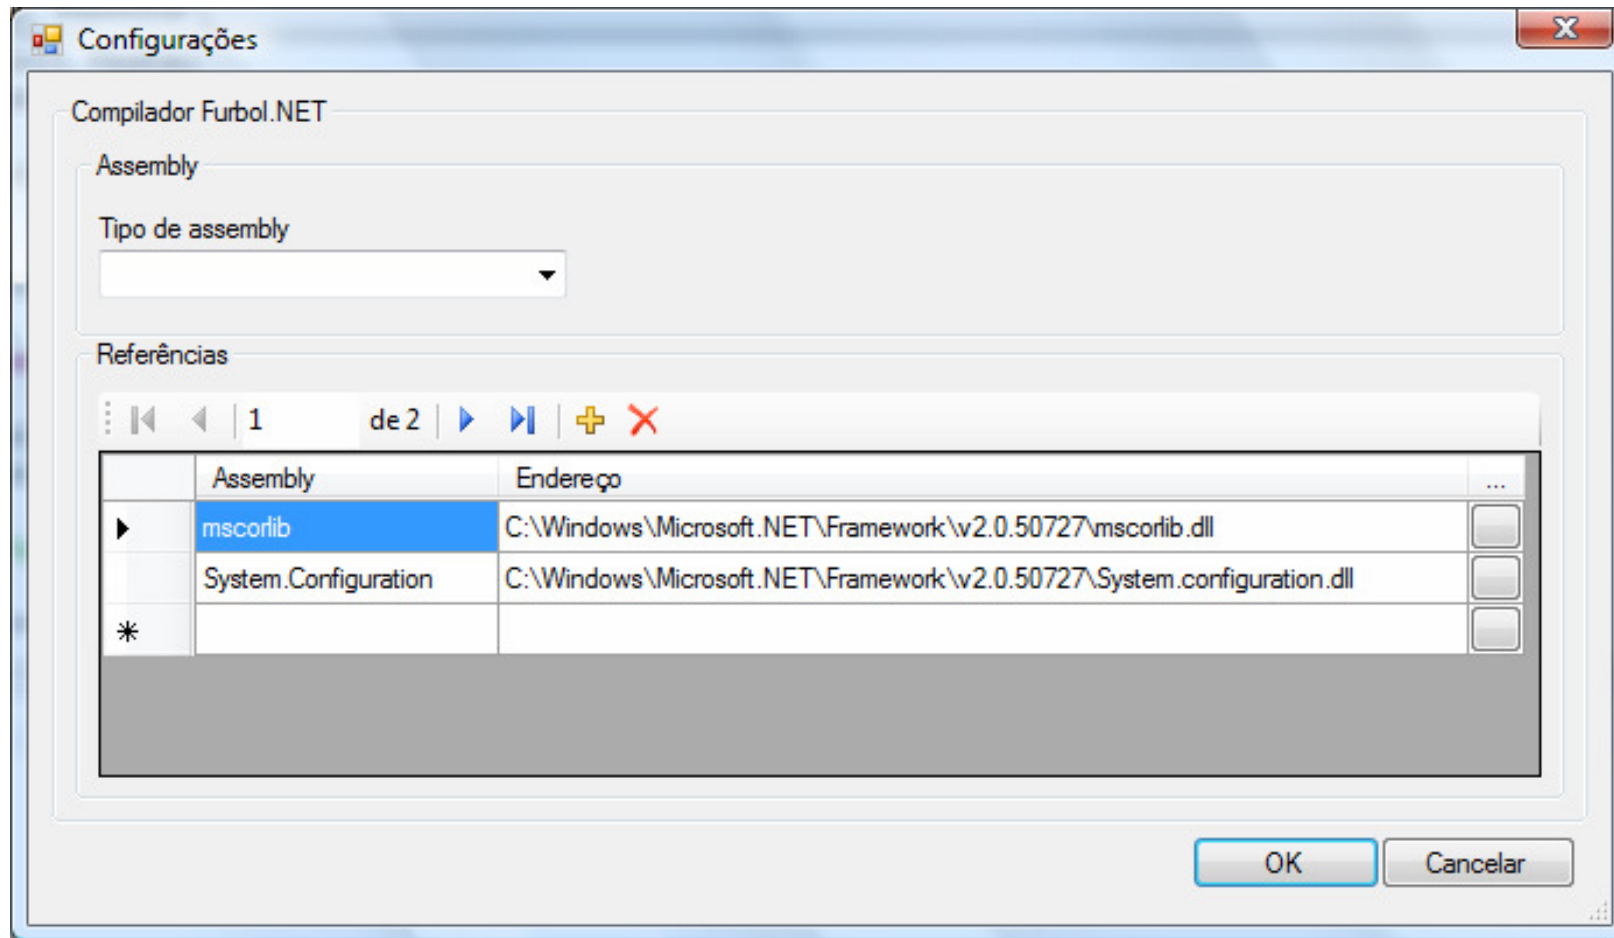 Configurações
Compilador Furbol.NET
Assembly
Tipo de assembly
Referências
1 de 2
Assembly Endereço ...
mscorlib C:\Windows\Microsoft.NET\Framework\v2.0.50727\mscorlib.dll
System.Configuration C:\Windows\Microsoft.NET\Framework\v2.0.50727\System.configuration.dll
OK Cancelar